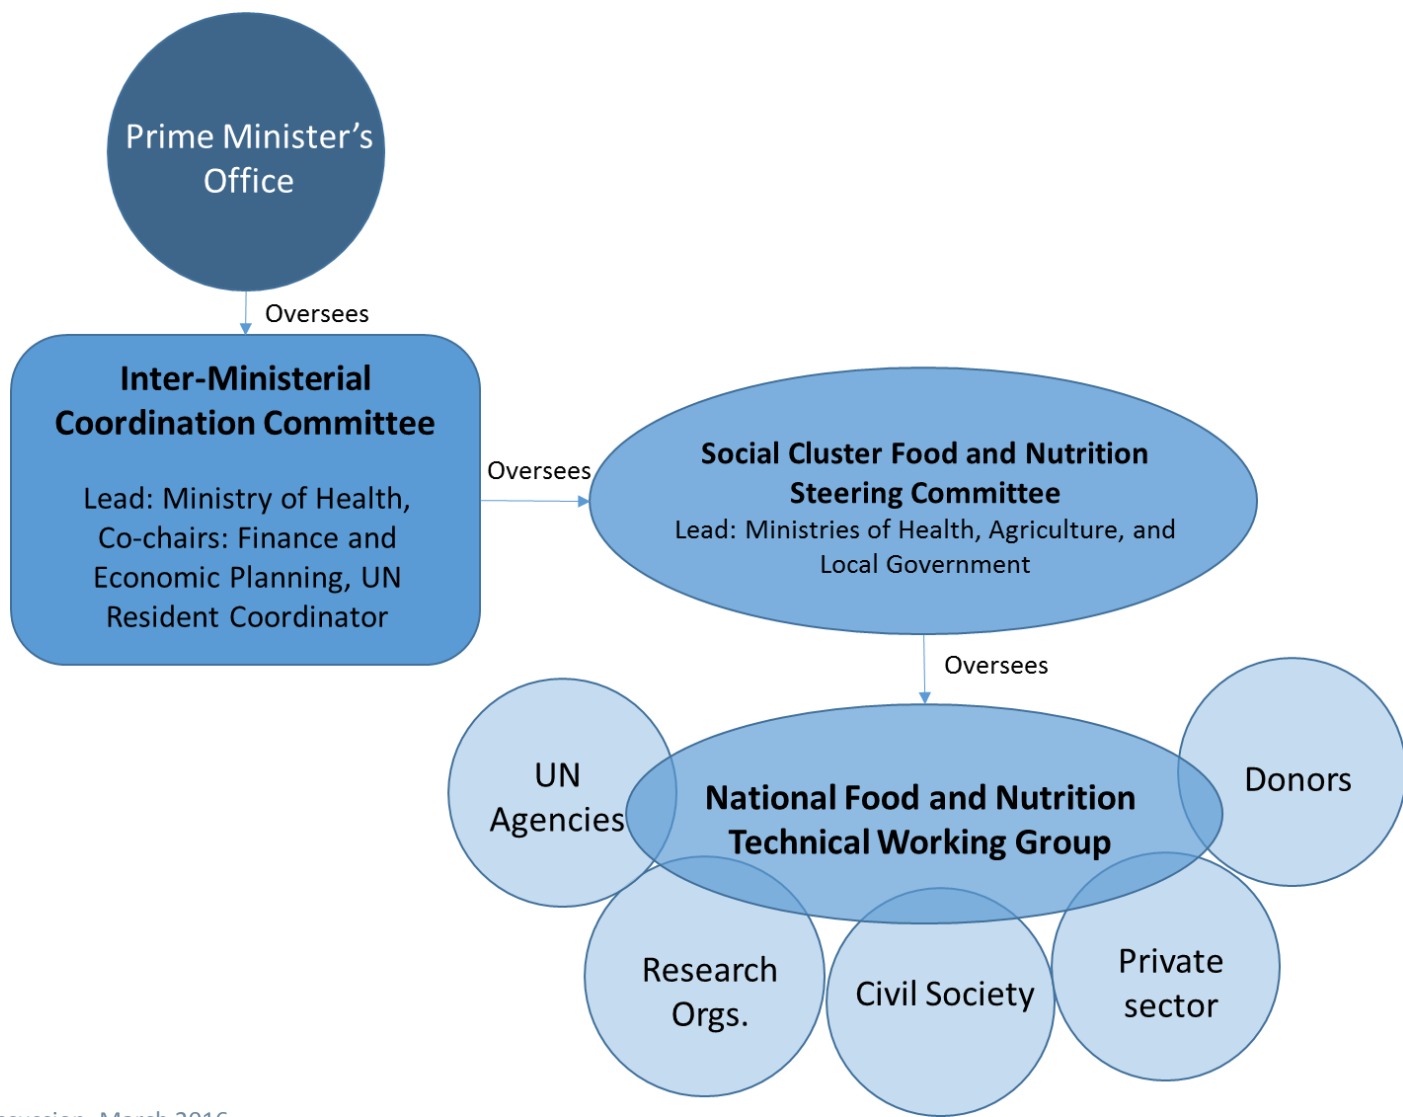 Prime Minister’s
Office
Oversees
Inter-Ministerial
Coordination Committee
Lead: Ministry of Health,
Co-chairs: Finance and
Economic Planning, UN
Resident Coordinator
Oversees
Social Cluster Food and Nutrition
Steering Committee
Lead: Ministries of Health, Agriculture, and
Local Government
Oversees
UN
Agencies
National Food and Nutrition
Technical Working Group
Donors
Research
Orgs.
Civil Society
Private
sector
March 2016